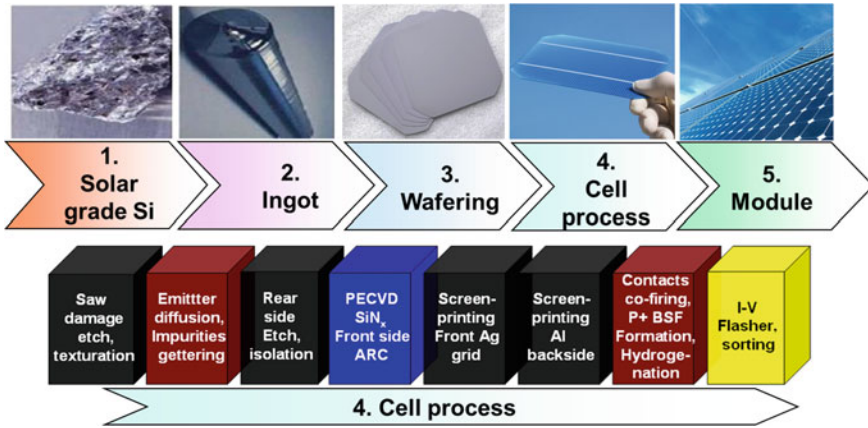 1.
Solar
grade Si
2.
Ingot
3.
Wafering
4.
Cell
process
5.
Module
Saw
damage
etch,
texturation
Emittter
diffusion,
Impurities
gettering
Rear
side
Etch,
isolation
PECVD
SiNₓ
Front side
ARC
Screen-
printing
Front Ag
grid
Screen-
printing
Al
backside
Contacts
co-firing,
P+ BSF
Formation,
Hydroge-
nation
I-V
Flasher,
sorting
4. Cell process